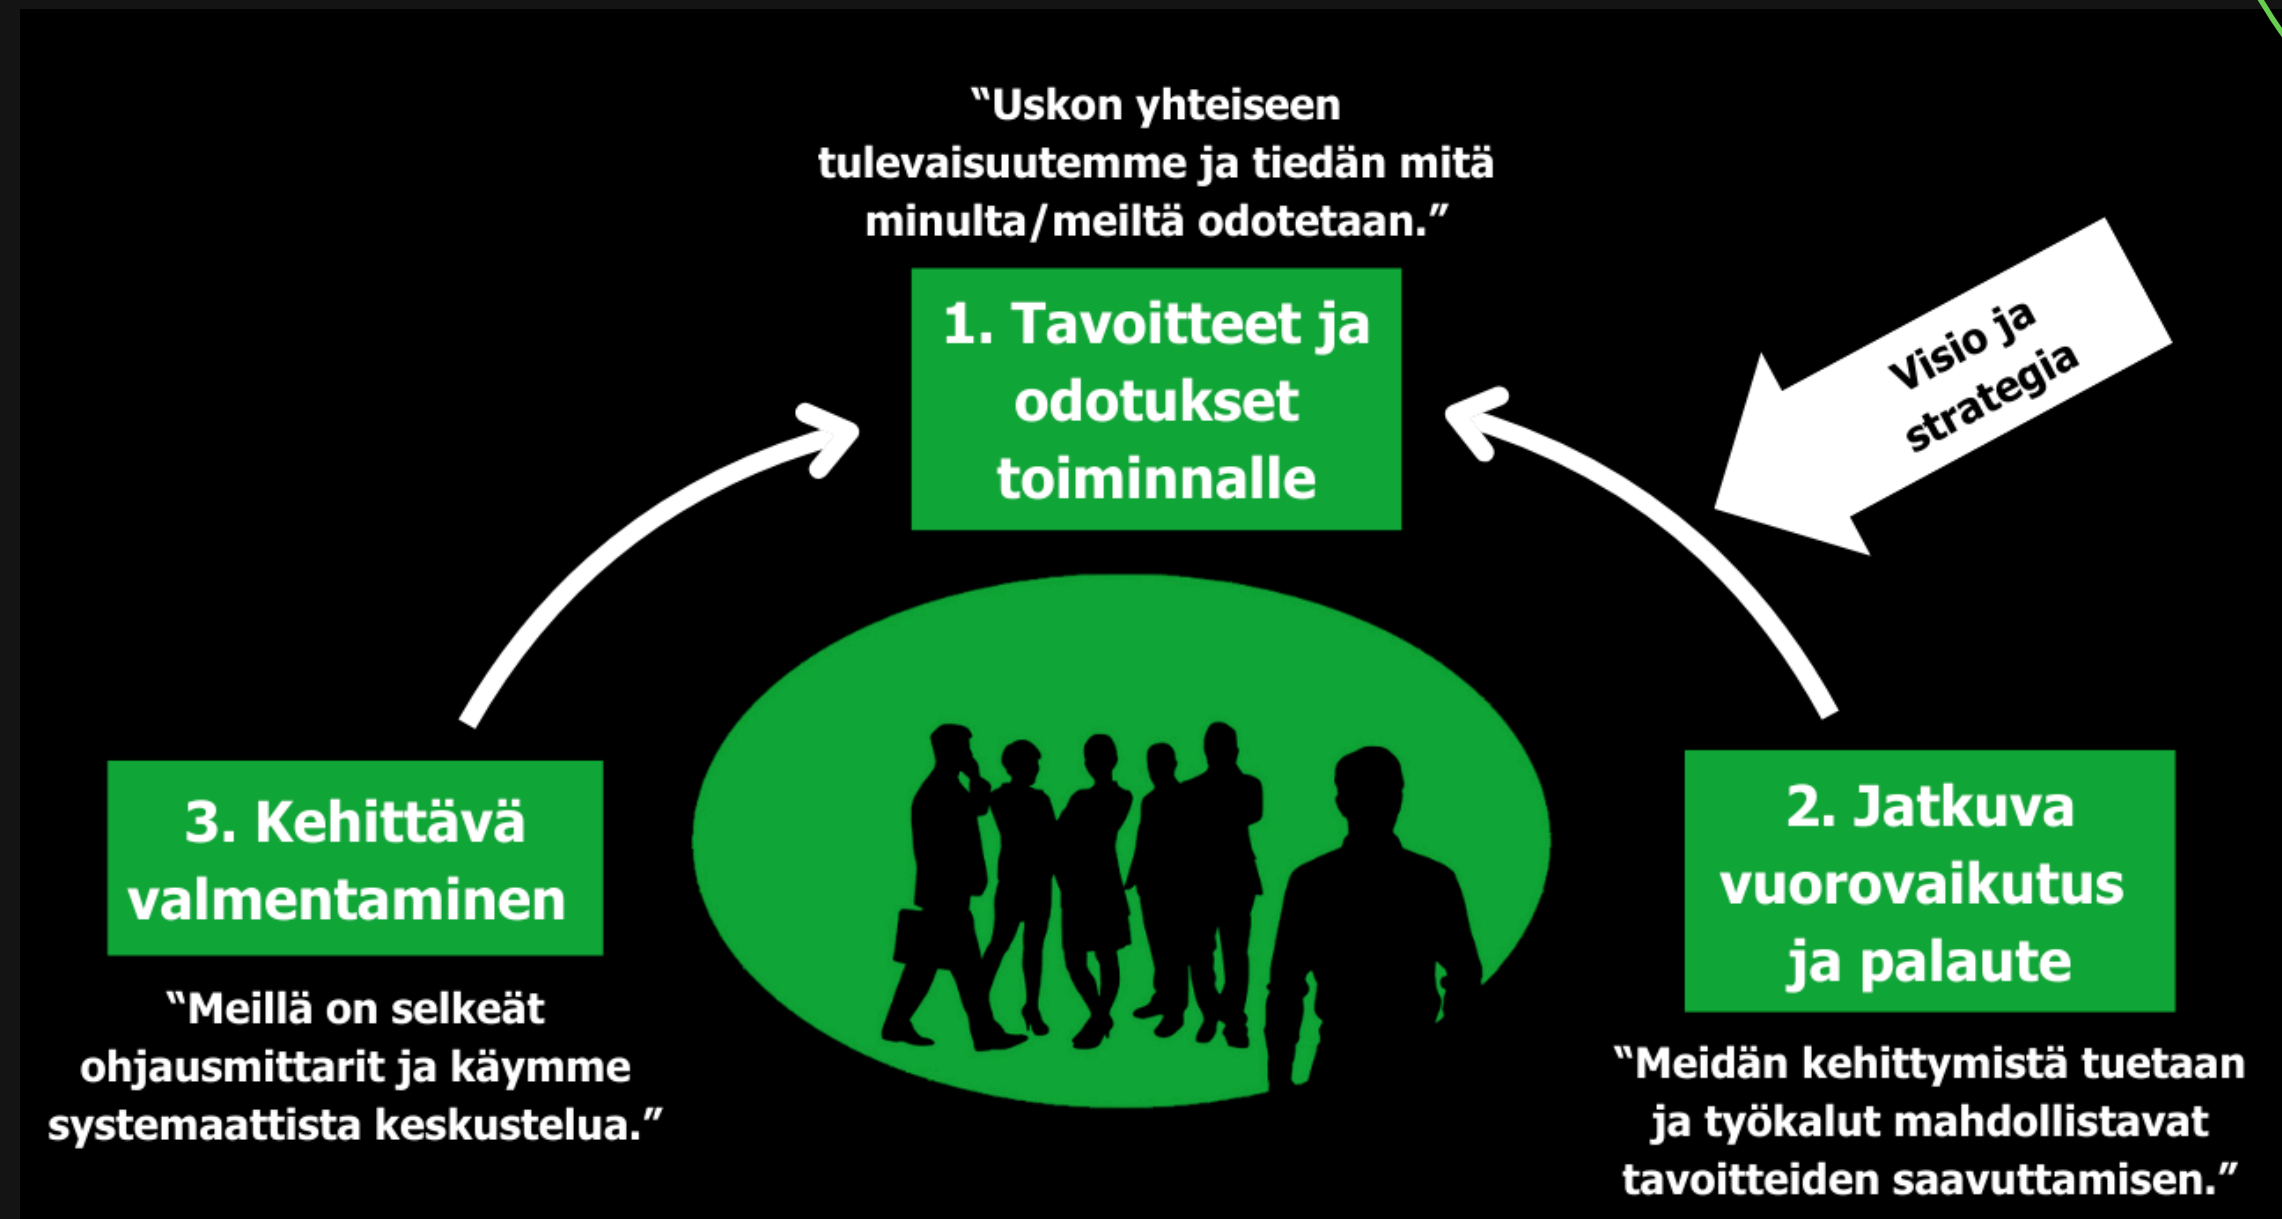 “Uskon yhteiseen
tulevaisuutemme ja tiedän mitä
minulta/meiltä odotetaan.”
1. Tavoitteet ja
odotukset
toiminnalle
Visio ja
strategia
3. Kehittävä
valmentaminen
“Meillä on selkeät
ohjausmittarit ja käymme
systemaattista keskustelua.”
2. Jatkuva
vuorovaikutus
ja palaute
“Meidän kehittymistä tuetaan
ja työkalut mahdollistavat
tavoitteiden saavuttamisen.”